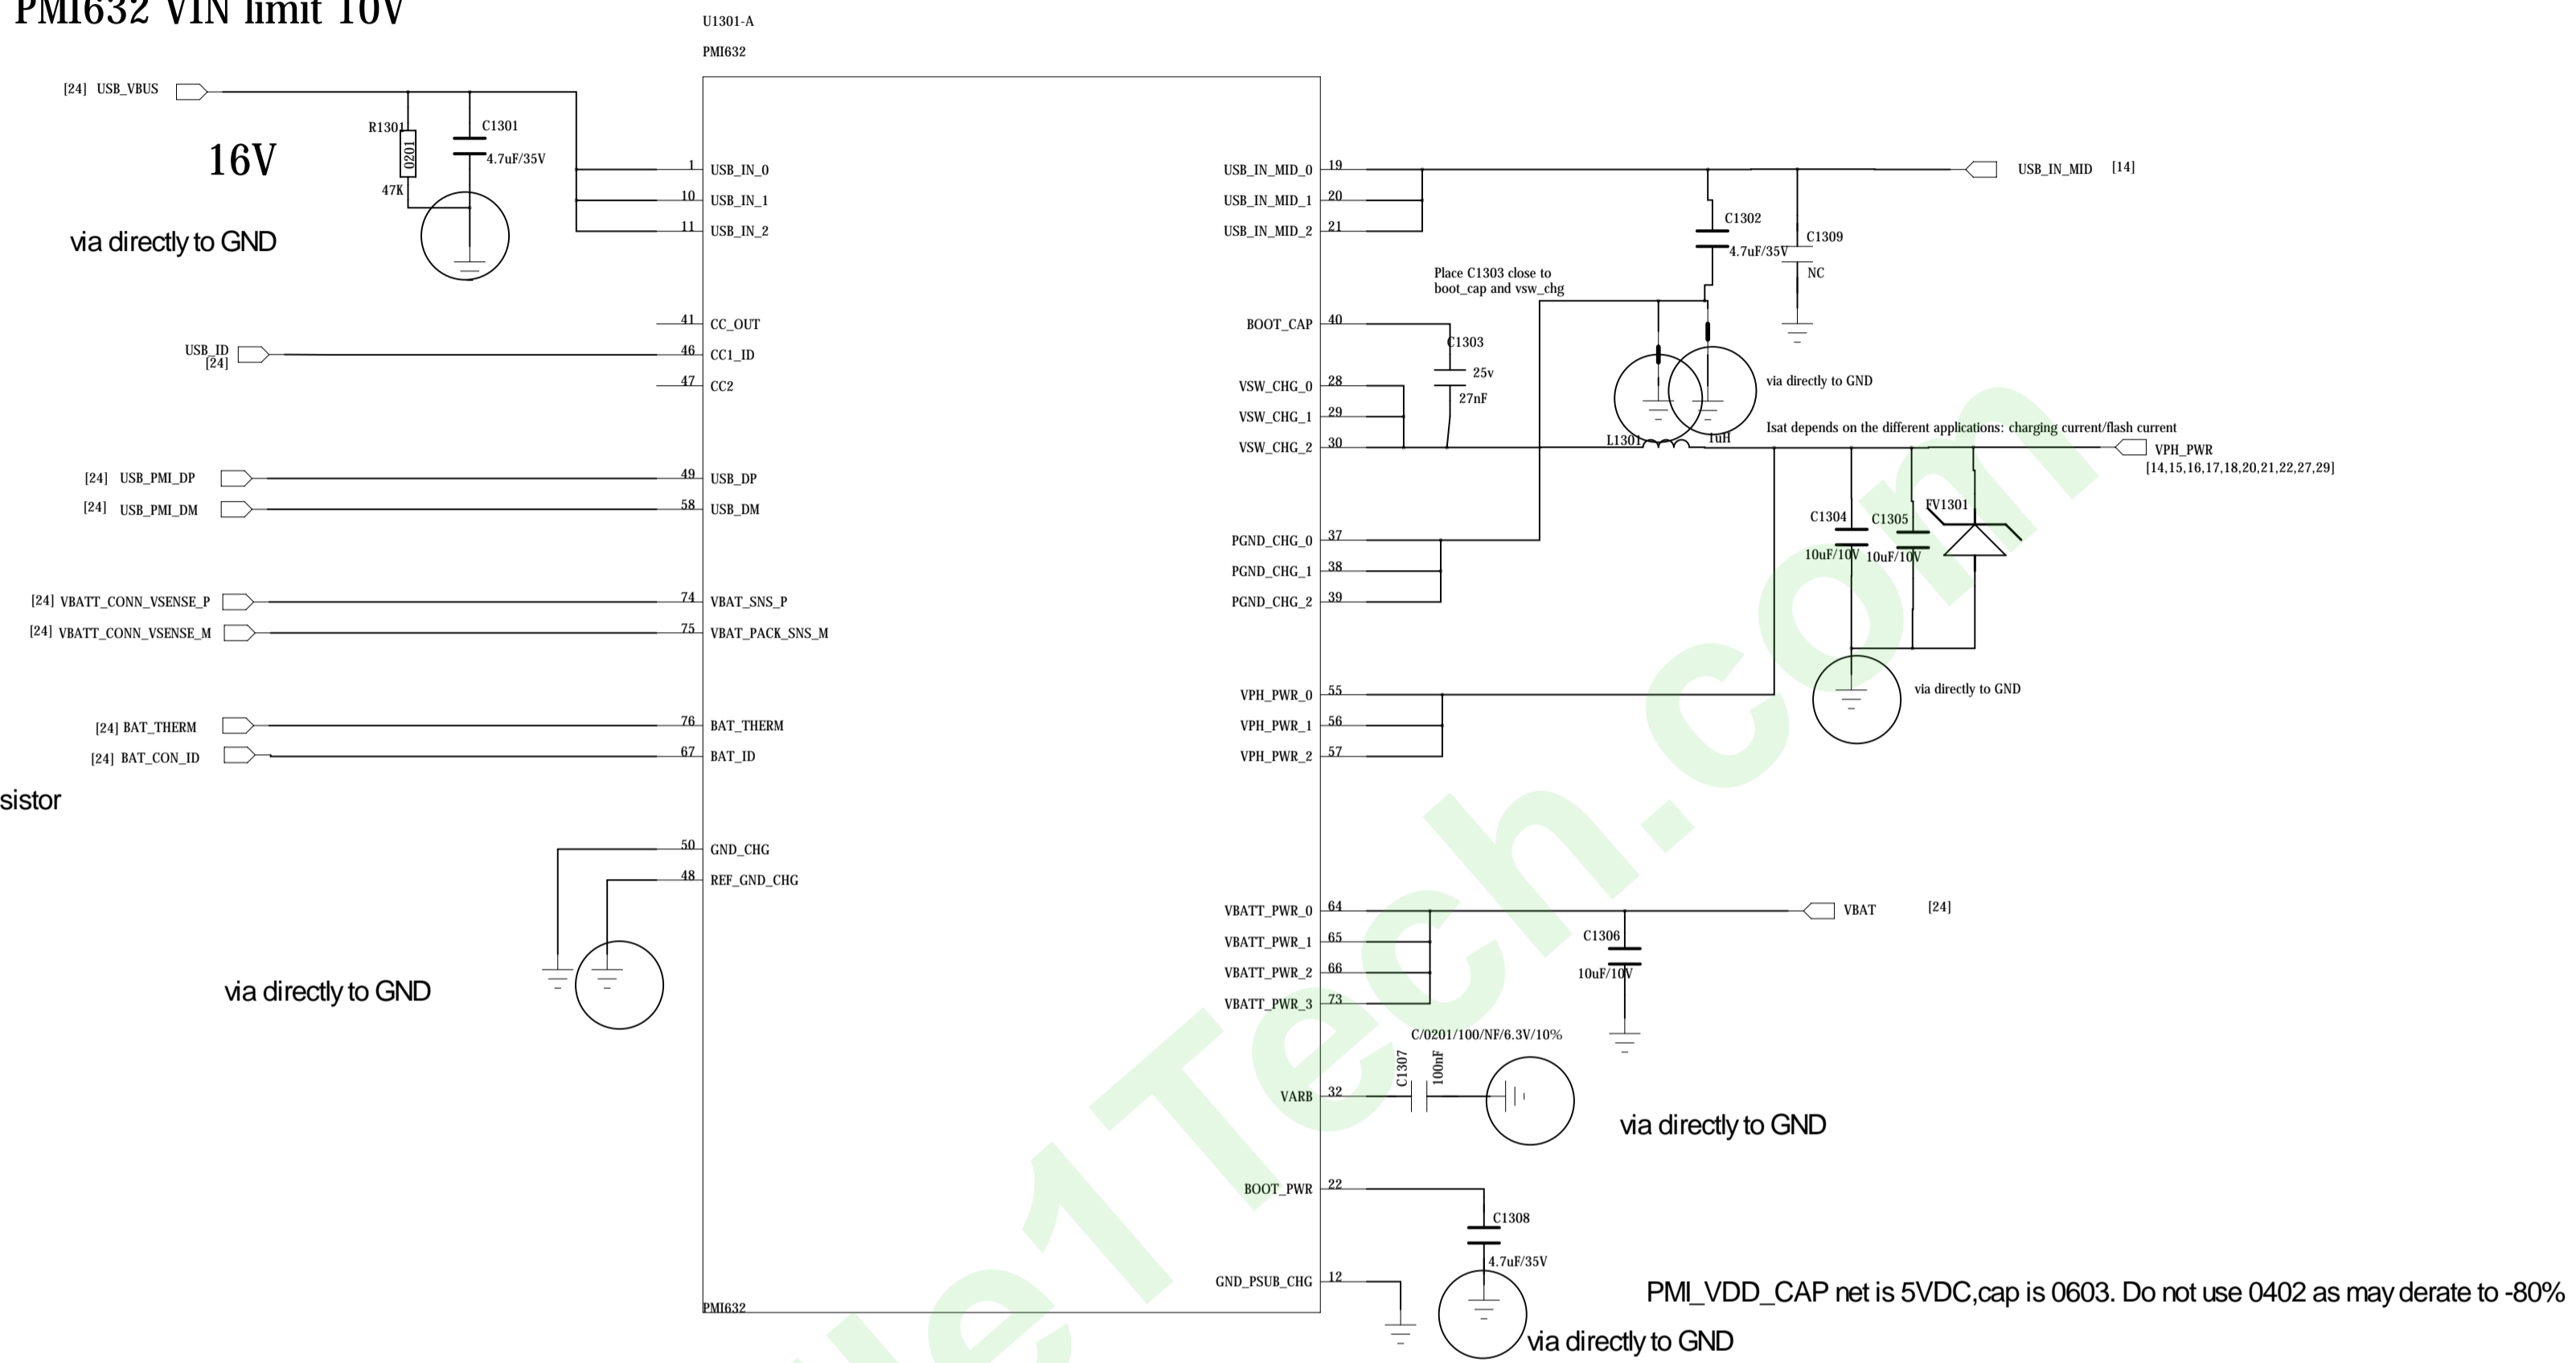 PMI632 VIN limit 10V
U1301-A
PMI632
[24] USB_VBUS
R1301
0201
47K
C1301
4.7uF/35V
16V
via directly to GND
1 USB_IN_0
10 USB_IN_1
11 USB_IN_2
41 CC_OUT
USB_ID
[24]
46 CC1_ID
47 CC2
[24] USB_PMI_DP
49 USB_DP
[24] USB_PMI_DM
58 USB_DM
[24] VBATT_CONN_VSENSE_P
74 VBAT_SNS_P
[24] VBATT_CONN_VSENSE_M
75 VBAT_PACK_SNS_M
[24] BAT_THERM
76 BAT_THERM
[24] BAT_CON_ID
67 BAT_ID
sistor
50 GND_CHG
48 REF_GND_CHG
via directly to GND
PMI632
USB_IN_MID_0 19
USB_IN_MID_1 20
USB_IN_MID_2 21
USB_IN_MID [14]
C1302
4.7uF/35V
C1309
NC
Place C1303 close to
boot_cap and vsw_chg
BOOT_CAP 40
C1303
25v
27nF
VSW_CHG_0 28
VSW_CHG_1 29
VSW_CHG_2 30
via directly to GND
L1301
1uH
Isat depends on the different applications: charging current/flash current
VPH_PWR
[14,15,16,17,18,20,21,22,27,29]
PGND_CHG_0 37
PGND_CHG_1 38
PGND_CHG_2 39
C1304
10uF/10V
C1305
10uF/10V
FV1301
via directly to GND
VPH_PWR_0 55
VPH_PWR_1 56
VPH_PWR_2 57
VBATT_PWR_0 64
VBATT_PWR_1 65
VBATT_PWR_2 66
VBATT_PWR_3 73
VBAT [24]
C1306
10uF/10V
C/0201/100/NF/6.3V/10%
C1307
100nF
VARB 32
via directly to GND
BOOT_PWR 22
C1308
4.7uF/35V
GND_PSUB_CHG 12
via directly to GND
PMI_VDD_CAP net is 5VDC,cap is 0603. Do not use 0402 as may derate to -80%
le1Tech.com